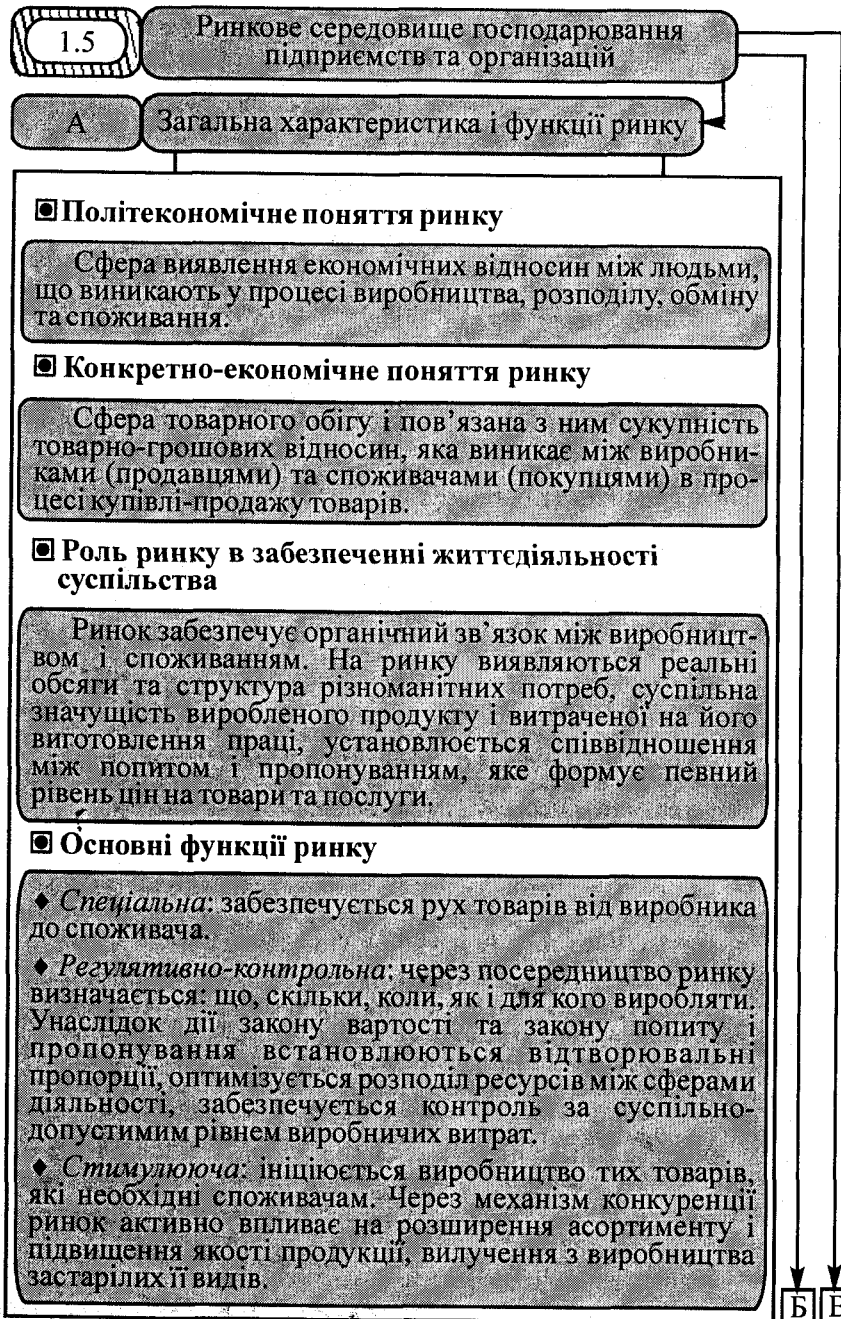 1.5
Ринкове середовище господарювання
підприємств та організацій
А
Загальна характеристика і функції ринку
Політекономічне поняття ринку
Сфера виявлення економічних відносин між людьми,
що виникають у процесі виробництва, розподілу, обміну
та споживання.
Конкретно-економічне поняття ринку
Сфера товарного обігу і пов’язана з ним сукупність
товарно-грошових відносин, яка виникає між виробни-
ками (продавцями) та споживачами (покупцями) в про-
цесі купівлі-продажу товарів.
Роль ринку в забезпеченні життєдіяльності
суспільства
Ринок забезпечує органічний зв’язок між виробницт-
вом і споживанням. На ринку виявляються реальні
обсяги та структура різноманітних потреб, суспільна
значущість виробленого продукту і витраченої на його
виготовлення праці, установлюється співвідношення
між попитом і пропонуванням, яке формує певний
рівень цін на товари та послуги.
Основні функції ринку
♦ Спеціальна: забезпечується рух товарів від виробника
до споживача.
♦ Регулятивно-контрольна: через посередництво ринку
визначається: що, скільки, коли, як і для кого виробляти.
Унаслідок дії закону вартості та закону попиту і
пропонування встановлюються відтворювальні
пропорції, оптимізується розподіл ресурсів між сферами
діяльності, забезпечується контроль за суспільно-
допустимим рівнем виробничих витрат.
♦ Стимулююча: ініціюється виробництво тих товарів,
які необхідні споживачам. Через механізм конкуренції
ринок активно впливає на розширення асортименту і
підвищення якості продукції, вилучення з виробництва
застарілих її видів.
Б В